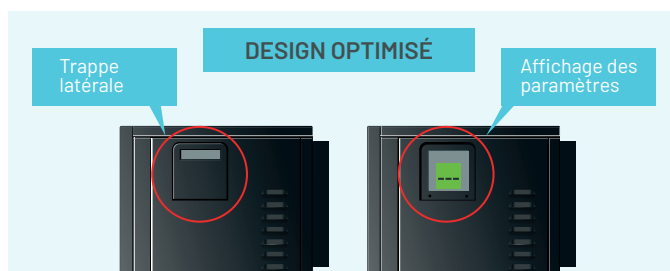 DESIGN OPTIMISÉ
Trappe
latérale
Affichage des
paramètres
---